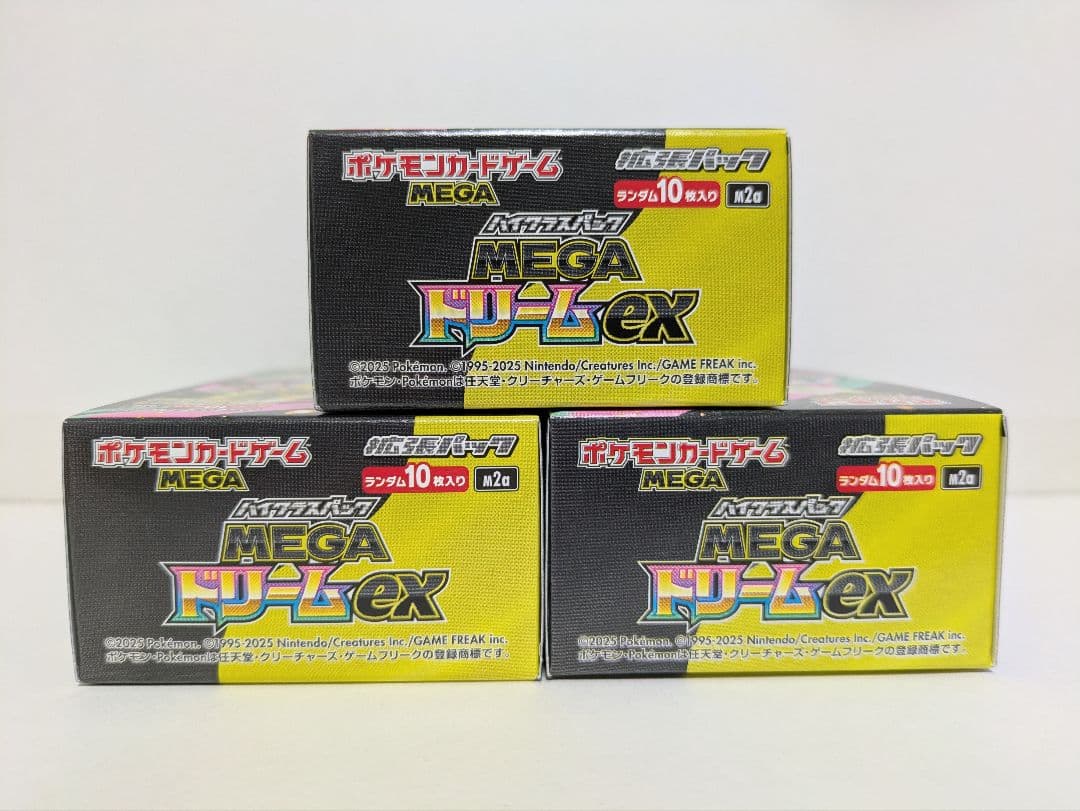 ポケモンカードゲーム
MEGA
拡張パック
ランダム10枚入り M2a
ハイクラスパック
MEGA
ドリームex
©2025 Pokémon. ©1995-2025 Nintendo/Creatures Inc./GAME FREAK inc.
ポケモン・Pokémonは任天堂・クリーチャーズ・ゲームフリークの登録商標です。
ポケモンカードゲーム
MEGA
拡張パック
ランダム10枚入り M2a
ハイクラスパック
MEGA
ドリームex
©2025 Pokémon. ©1995-2025 Nintendo/Creatures Inc./GAME FREAK inc.
ポケモン・Pokémonは任天堂・クリーチャーズ・ゲームフリークの登録商標です。
ポケモンカードゲーム
MEGA
拡張パック
ランダム10枚入り M2a
ハイクラスパック
MEGA
ドリームex
©2025 Pokémon. ©1995-2025 Nintendo/Creatures Inc./GAME FREAK inc.
ポケモン・Pokémonは任天堂・クリーチャーズ・ゲームフリークの登録商標です。